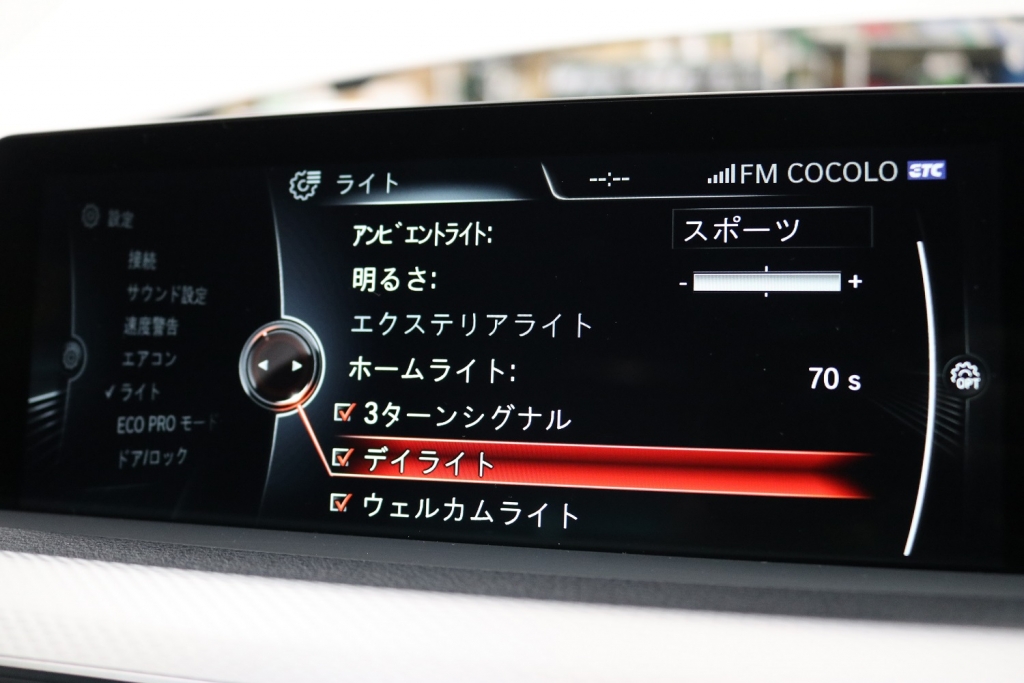 ライト --:-- FM COCOLO ETC
設定
接続
サウンド設定
速度警告
エアコン
✓ライト
ECO PRO モード
ドア/ロック
アンビエントライト: スポーツ
明るさ: - +
エクステリアライト
ホームライト: 70 s
3ターンシグナル
デイライト
ウェルカムライト
OPT